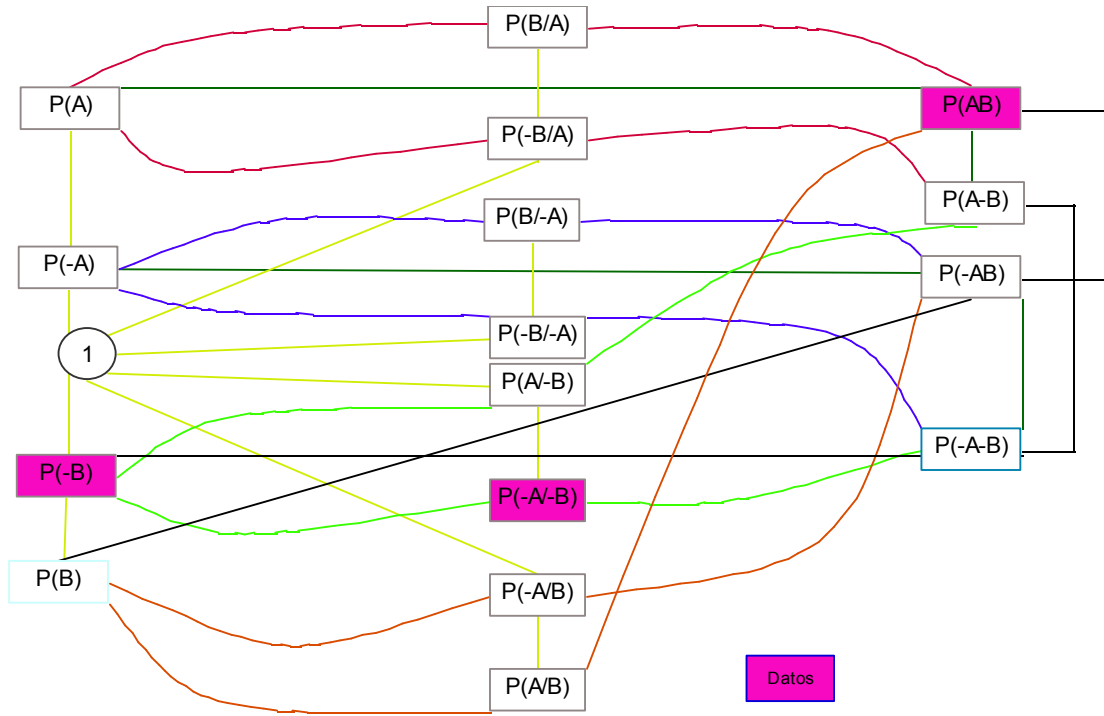 P(B/A)
P(A)
P(AB)
P(-B/A)
P(A-B)
P(B/-A)
P(-A)
P(-AB)
P(-B/-A)
1
P(A/-B)
P(-A-B)
P(-B)
P(-A/-B)
P(B)
P(-A/B)
P(A/B)
Datos